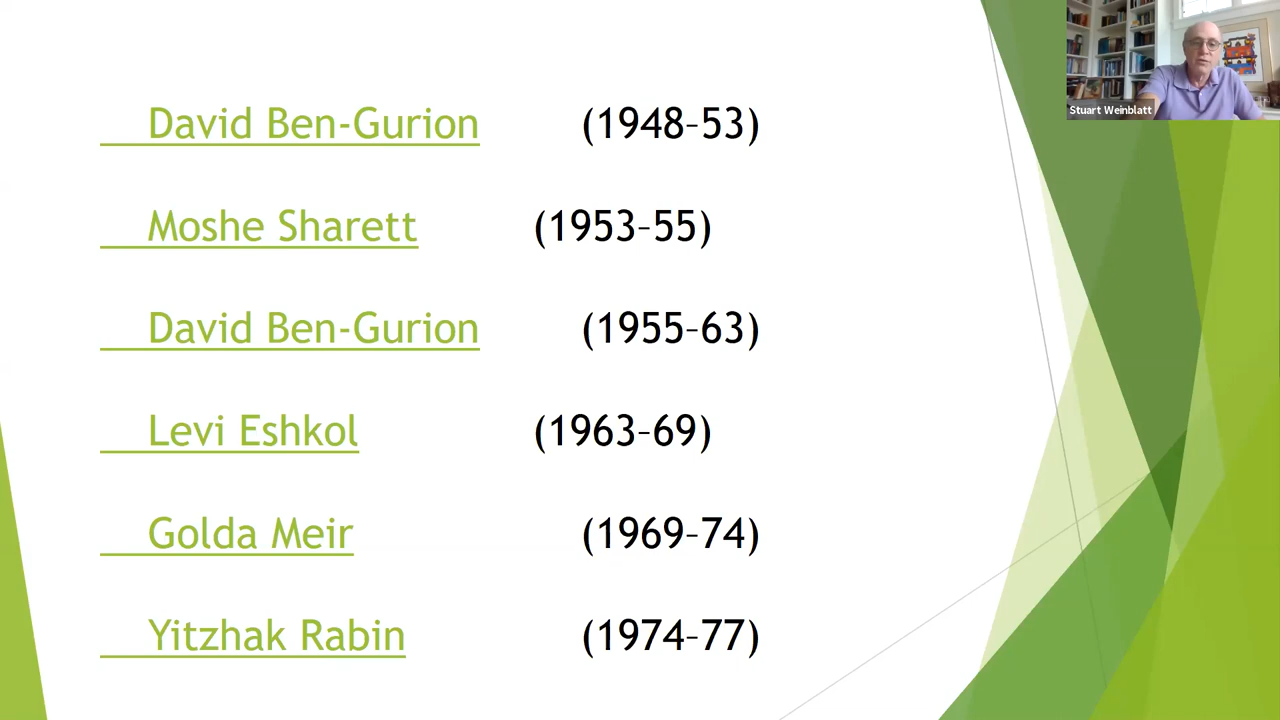 David Ben-Gurion (1948–53)
Moshe Sharett (1953–55)
David Ben-Gurion (1955–63)
Levi Eshkol (1963–69)
Golda Meir (1969–74)
Yitzhak Rabin (1974–77)
Stuart Weinblatt